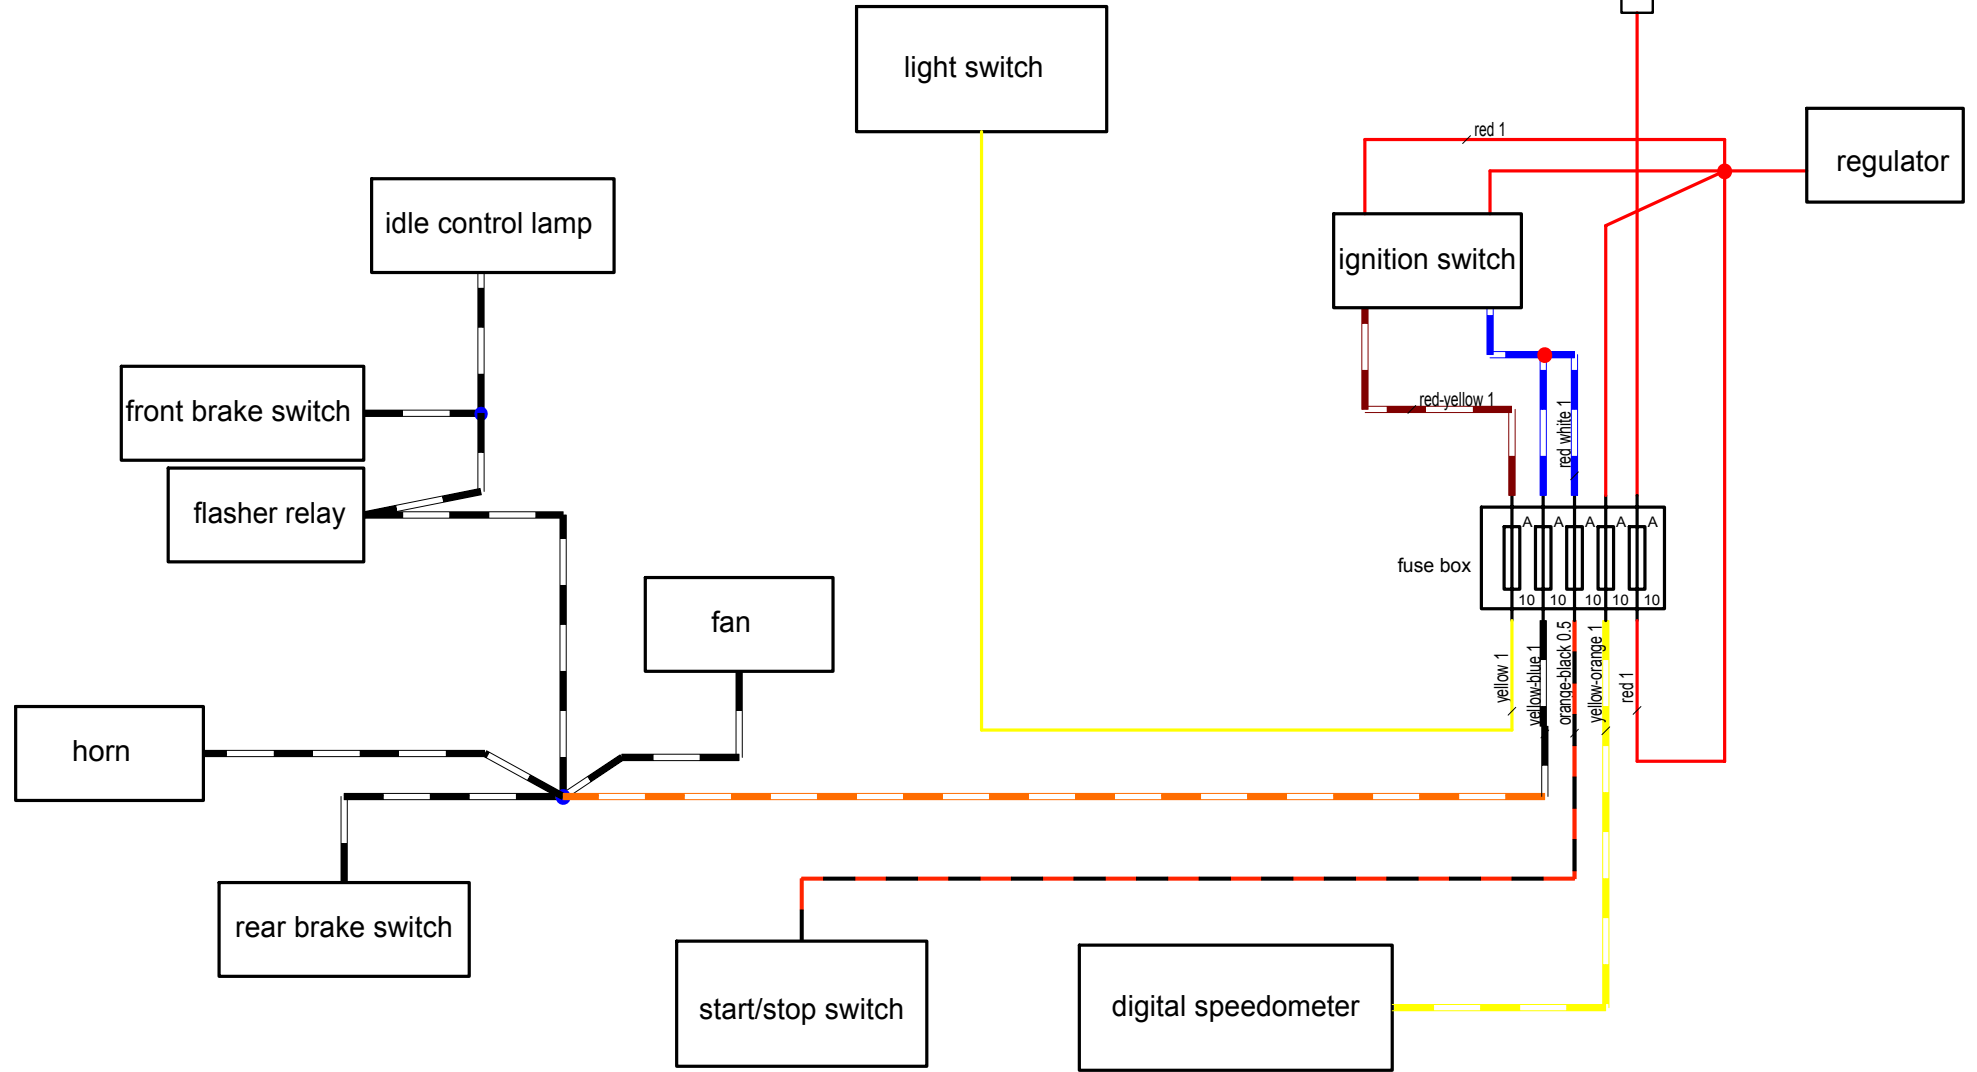 light switch
red 1
regulator
idle control lamp
ignition switch
red-yellow 1
red white 1
front brake switch
flasher relay
A A A A A
fuse box
10 10 10 10 10
fan
yellow 1
yellow-blue 1
orange-black 0.5
yellow-orange 1
red 1
horn
rear brake switch
start/stop switch
digital speedometer